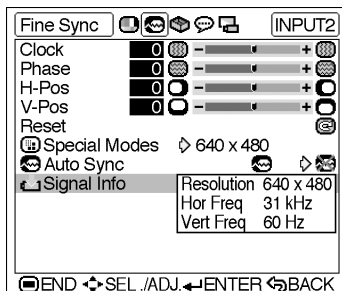 Fine Sync INPUT2
Clock 0 - +
Phase 0 - +
H-Pos 0 - +
V-Pos 0 - +
Reset
Special Modes 640 x 480
Auto Sync
Signal Info Resolution 640 x 480
Hor Freq 31 kHz
Vert Freq 60 Hz
END SEL./ADJ. ENTER BACK